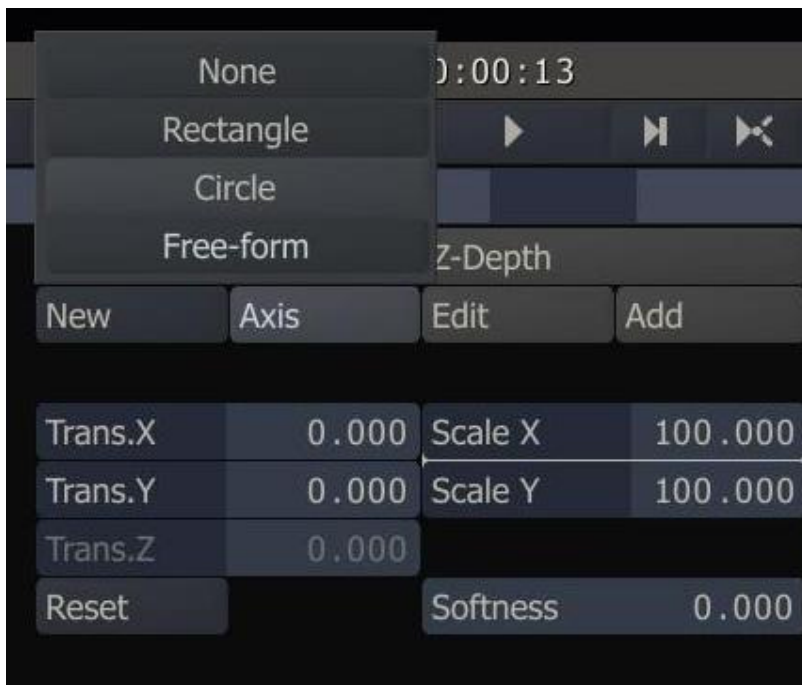 None
Rectangle
Circle
Free-form
:00:13
Z-Depth
New Axis Edit Add
Trans.X 0.000 Scale X 100.000
Trans.Y 0.000 Scale Y 100.000
Trans.Z 0.000
Reset Softness 0.000